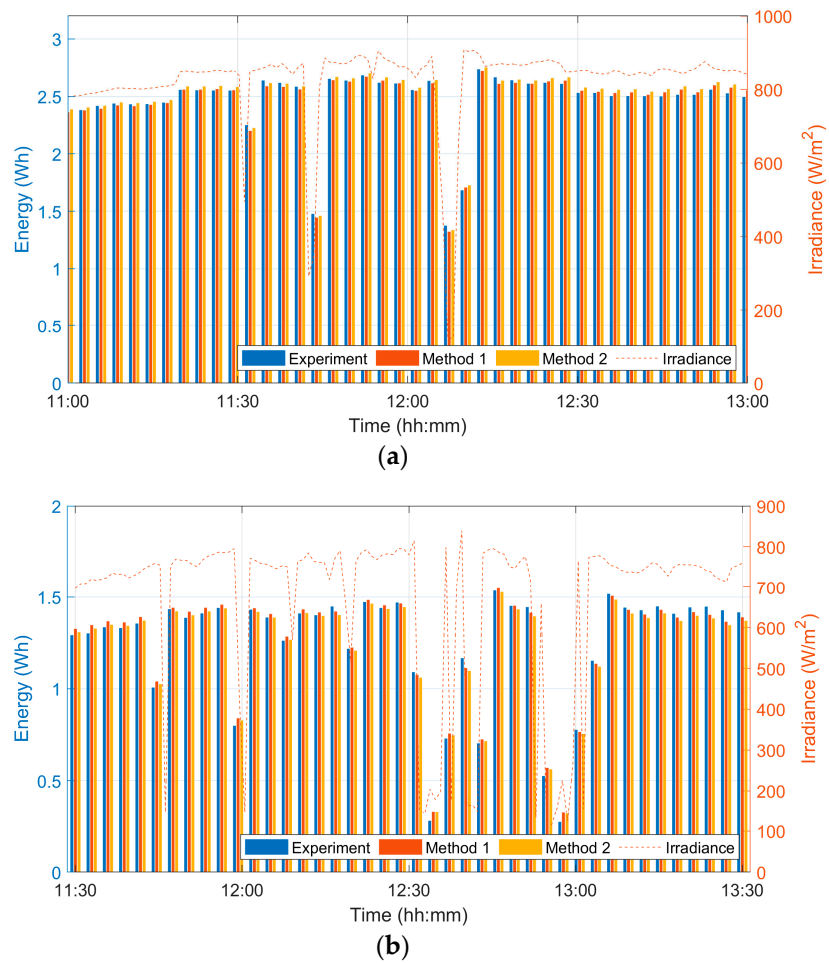 3
2.5
2
1.5
1
0.5
0
Energy (Wh)
1000
800
600
400
200
0
Irradiance (W/m²)
Experiment Method 1 Method 2 Irradiance
11:00 11:30 12:00 12:30 13:00
Time (hh:mm)
(a)
2
1.5
1
0.5
0
Energy (Wh)
900
800
700
600
500
400
300
200
100
0
Irradiance (W/m²)
Experiment Method 1 Method 2 Irradiance
11:30 12:00 12:30 13:00 13:30
Time (hh:mm)
(b)